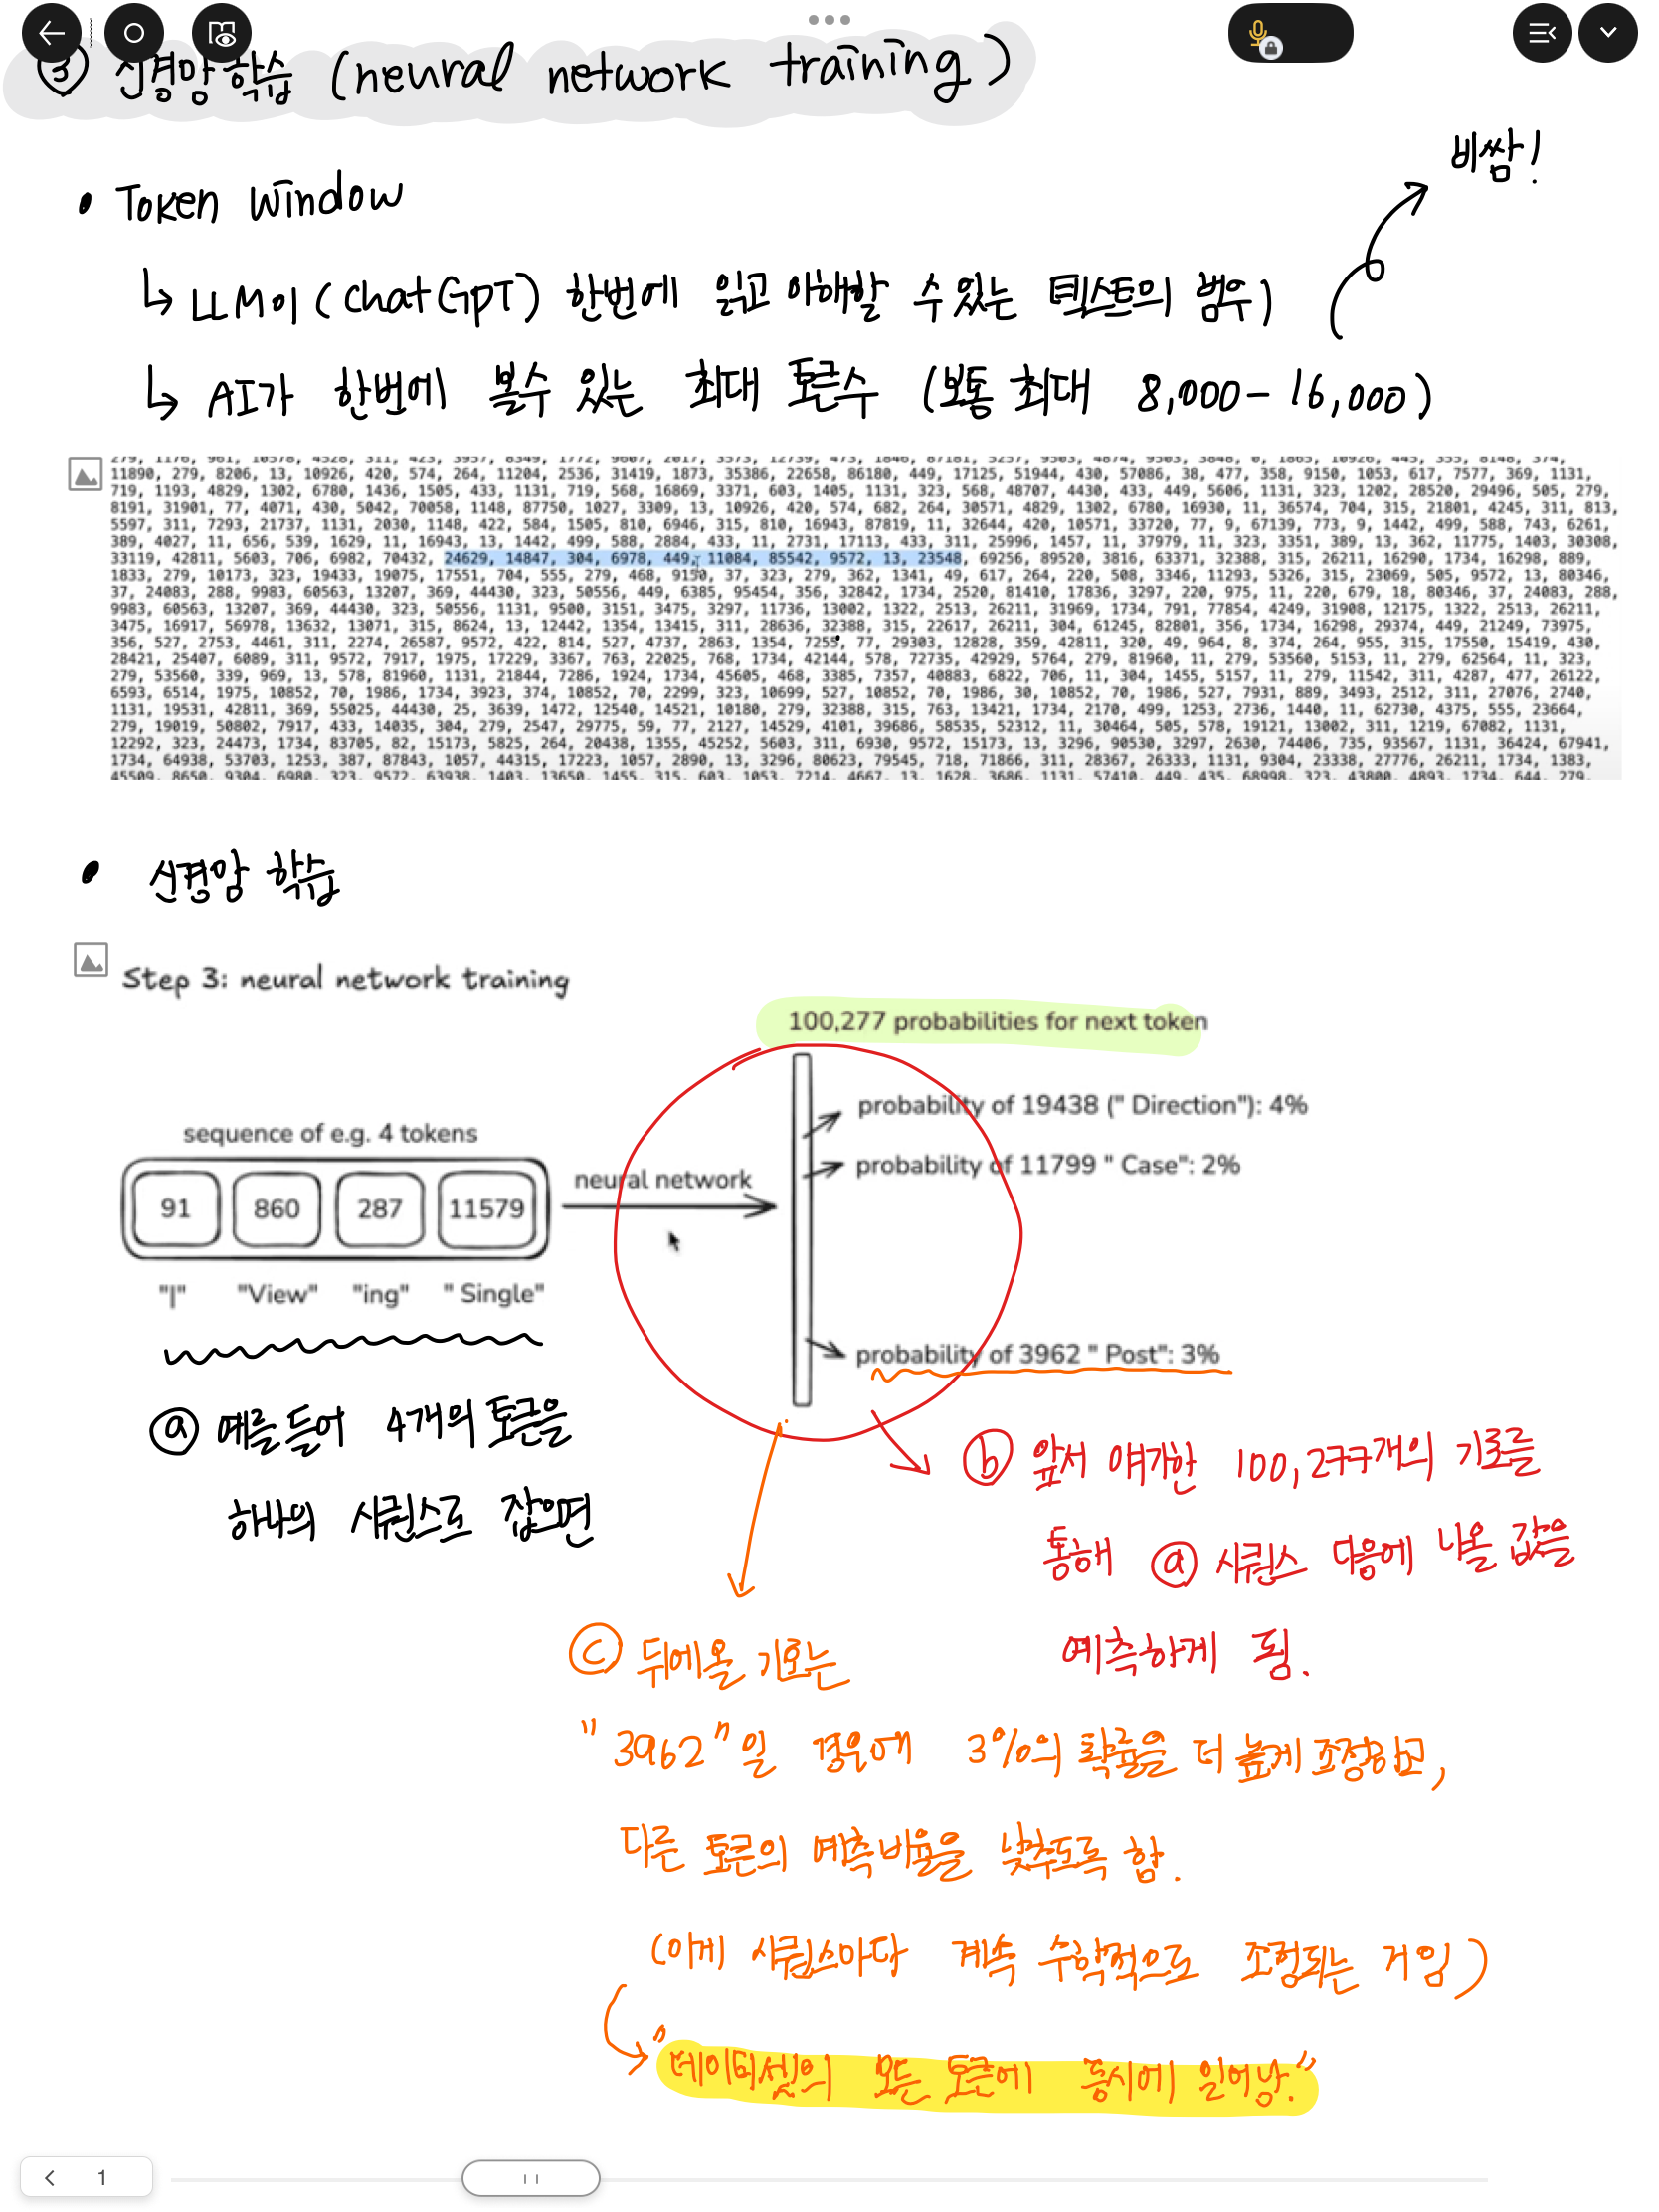 ③ 신경망 학습 (neural network training)
비쌈!
• Token Window
↳ LLM이 (chatGPT) 한번에 읽고 이해할 수 있는 텍스트의 범위
↳ AI가 한번에 볼수 있는 최대 토큰수 (보통 최대 8,000 - 16,000)
11890, 279, 8206, 13, 10926, 420, 574, 264, 11204, 2536, 31419, 1873, 35386, 22658, 86180, 449, 17125, 51944, 430, 57086, 38, 477, 358, 9150, 1053, 617, 7577, 369, 1131,
719, 1193, 4829, 1302, 6780, 1436, 1505, 433, 1131, 719, 568, 16869, 3371, 603, 1405, 1131, 323, 568, 48707, 4430, 433, 449, 5606, 1131, 323, 1202, 28520, 29496, 505, 279,
8191, 31901, 77, 4071, 430, 5042, 70058, 1148, 87750, 1027, 3309, 13, 10926, 420, 574, 682, 264, 30571, 4829, 1302, 6780, 16930, 11, 36574, 704, 315, 21801, 4245, 311, 813,
5597, 311, 7293, 21737, 1131, 2030, 1148, 422, 584, 1505, 810, 6946, 315, 810, 16943, 87819, 11, 32644, 420, 10571, 33720, 77, 9, 67139, 773, 9, 1442, 499, 588, 743, 6261,
389, 4027, 11, 656, 539, 1629, 11, 16943, 13, 1442, 499, 588, 2884, 433, 11, 2731, 17113, 433, 311, 25996, 1457, 11, 37979, 11, 323, 3351, 389, 13, 362, 11775, 1403, 30308,
33119, 42811, 5603, 706, 6982, 70432, 24629, 14847, 304, 6978, 449, 11084, 85542, 9572, 13, 23548, 69256, 89520, 3816, 63371, 32388, 315, 26211, 16290, 1734, 16298, 889,
1833, 279, 10173, 323, 19433, 19075, 17551, 704, 555, 279, 468, 9150, 37, 323, 279, 362, 1341, 49, 617, 264, 220, 508, 3346, 11293, 5326, 315, 23069, 505, 9572, 13, 80346,
37, 24083, 288, 9983, 60563, 13207, 369, 44430, 323, 50556, 449, 6385, 95454, 356, 32842, 1734, 2520, 81410, 17836, 3297, 220, 975, 11, 220, 679, 18, 80346, 37, 24083, 288,
9983, 60563, 13207, 369, 44430, 323, 50556, 1131, 9500, 3151, 3475, 3297, 11736, 13002, 1322, 2513, 26211, 31969, 1734, 791, 77854, 4249, 31908, 12175, 1322, 2513, 26211,
3475, 16917, 56978, 13632, 13071, 315, 8624, 13, 12442, 1354, 13415, 311, 28636, 32388, 315, 22617, 26211, 304, 61245, 82801, 356, 1734, 16298, 29374, 449, 21249, 73975,
356, 527, 2753, 4461, 311, 2274, 26587, 9572, 422, 814, 527, 4737, 2863, 1354, 7255, 77, 29303, 12828, 359, 42811, 320, 49, 964, 8, 374, 264, 955, 315, 17550, 15419, 430,
28421, 25407, 6089, 311, 9572, 7917, 1975, 17229, 3367, 763, 22025, 768, 1734, 42144, 578, 72735, 42929, 5764, 279, 81960, 11, 279, 53560, 5153, 11, 279, 62564, 11, 323,
279, 53560, 339, 969, 13, 578, 81960, 1131, 21844, 7286, 1924, 1734, 45605, 468, 3385, 7357, 40883, 6822, 706, 11, 304, 1455, 5157, 11, 279, 11542, 311, 4287, 477, 26122,
6593, 6514, 1975, 10852, 70, 1986, 1734, 3923, 374, 10852, 70, 2299, 323, 10699, 527, 10852, 70, 1986, 30, 10852, 70, 1986, 527, 7931, 889, 3493, 2512, 311, 27076, 2740,
1131, 19531, 42811, 369, 55025, 44430, 25, 3639, 1472, 12540, 14521, 10180, 279, 32388, 315, 763, 13421, 1734, 2170, 499, 1253, 2736, 1440, 11, 62730, 4375, 555, 23664,
279, 19019, 50802, 7917, 433, 14035, 304, 279, 2547, 29775, 59, 77, 2127, 14529, 4101, 39686, 58535, 52312, 11, 30464, 505, 578, 19121, 13002, 311, 1219, 67082, 1131,
12292, 323, 24473, 1734, 83705, 82, 15173, 5825, 264, 20438, 1355, 45252, 5603, 311, 6930, 9572, 15173, 13, 3296, 90530, 3297, 2630, 74406, 735, 93567, 1131, 36424, 67941,
1734, 64938, 53703, 1253, 387, 87843, 1057, 44315, 17223, 1057, 2890, 13, 3296, 80623, 79545, 718, 71866, 311, 28367, 26333, 1131, 9304, 23338, 27776, 26211, 1734, 1383,
• 신경망 학습
Step 3: neural network training
100,277 probabilities for next token
probability of 19438 (" Direction"): 4%
sequence of e.g. 4 tokens
probability of 11799 " Case": 2%
neural network
91 860 287 11579
"|" "View" "ing" " Single"
probability of 3962 " Post": 3%
ⓐ 예를 들어 4개의 토큰을
하나의 시퀀스로 잡으면
ⓑ 앞서 얘기한 100,277개의 기호를
통해 ⓐ 시퀀스 다음에 나올 값을
예측하게 됨.
ⓒ 뒤에올 기호는
"3962"일 경우에 3%의 확률을 더 높게 조정하고,
다른 토큰의 예측비율을 낮추도록 함.
(이게 시퀀스마다 계속 수학적으로 조정되는 거임)
"데이터셋의 모든 토큰에 동시에 일어남."
1